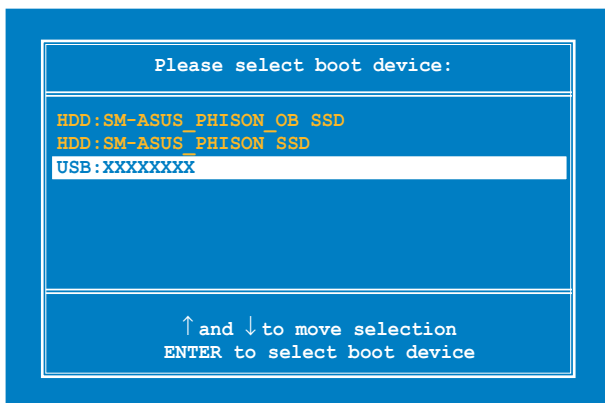 Please select boot device:
HDD:SM-ASUS_PHISON_OB SSD
HDD:SM-ASUS_PHISON SSD
USB:XXXXXXXX
↑ and ↓ to move selection
ENTER to select boot device